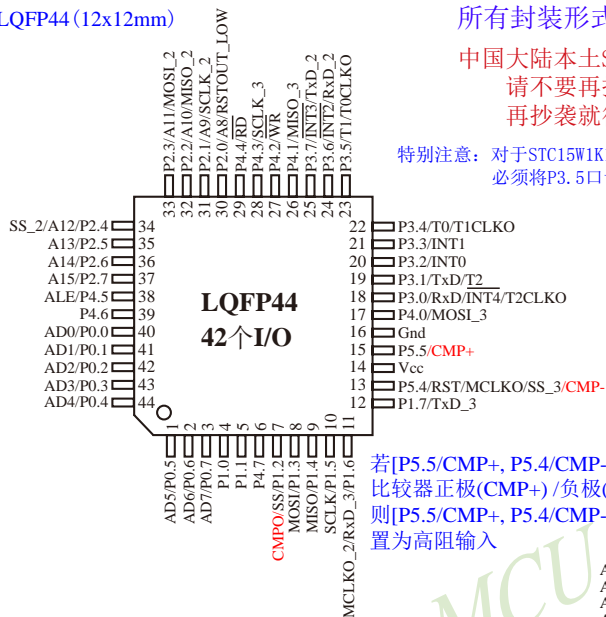 LQFP44(12x12mm)
所有封装形式
中国大陆本土S
请不要再
再抄袭就
特别注意: 对于STC15W1K
必须将P3.5口
P2.3/A11/MOSI_2
P2.2/A10/MISO_2
P2.1/A9/SCLK_2
P2.0/A8/RSTOUT_LOW
P4.4/RD
P4.3/SCLK_3
P4.2/WR
P4.1/MISO_3
P3.7/INT3/TxD_2
P3.6/INT2/RxD_2
P3.5/T1/T0CLKO
33 32 31 30 29 28 27 26 25 24 23
SS_2/A12/P2.4 34
A13/P2.5 35
A14/P2.6 36
A15/P2.7 37
ALE/P4.5 38
P4.6 39
AD0/P0.0 40
AD1/P0.1 41
AD2/P0.2 42
AD3/P0.3 43
AD4/P0.4 44
LQFP44
42个I/O
22 P3.4/T0/T1CLKO
21 P3.3/INT1
20 P3.2/INT0
19 P3.1/TxD/T2
18 P3.0/RxD/INT4/T2CLKO
17 P4.0/MOSI_3
16 Gnd
15 P5.5/CMP+
14 Vcc
13 P5.4/RST/MCLKO/SS_3/CMP-
12 P1.7/TxD_3
1 2 3 4 5 6 7 8 9 10 11
AD5/P0.5
AD6/P0.6
AD7/P0.7
P1.0
P1.1
P4.7
CMPO/SS/P1.2
MOSI/P1.3
MISO/P1.4
SCLK/P1.5
MCLKO_2/RxD_3/P1.6
若[P5.5/CMP+, P5.4/CMP-
比较器正极(CMP+) /负极(
则[P5.5/CMP+, P5.4/CMP-
置为高阻输入
MCU
A
A
A